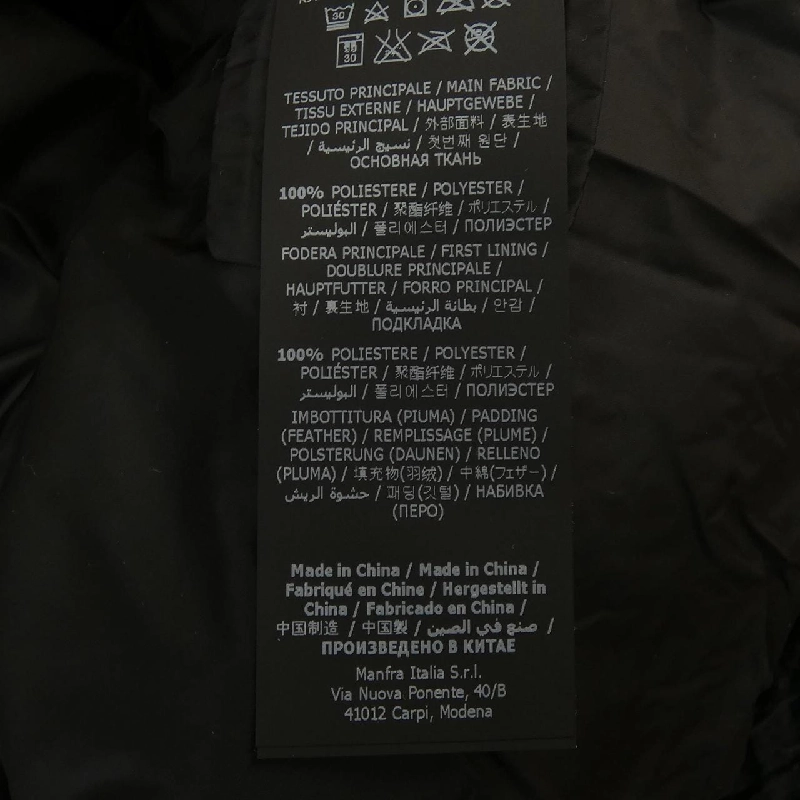 TESSUTO PRINCIPALE / MAIN FABRIC /
TISSU EXTERNE / HAUPTGEWEBE /
TEJIDO PRINCIPAL / 外部面料 / 表生地
/ 첫번째 원단 / نسيج الرئيسية /
ОСНОВНАЯ ТКАНЬ
100% POLIESTERE / POLYESTER /
POLIÉSTER / 聚酯纤维 / ポリエステル /
البوليستر / 폴리에스터 / ПОЛИЭСТЕР
FODERA PRINCIPALE / FIRST LINING /
DOUBLURE PRINCIPALE /
HAUPTFUTTER / FORRO PRINCIPAL /
衬 / 裏生地 / بطانة الرئيسية / 안감 /
ПОДКЛАДКА
100% POLIESTERE / POLYESTER /
POLIÉSTER / 聚酯纤维 / ポリエステル /
البوليستر / 폴리에스터 / ПОЛИЭСТЕР
IMBOTTITURA (PIUMA) / PADDING
(FEATHER) / REMPLISSAGE (PLUME) /
POLSTERUNG (DAUNEN) / RELLENO
(PLUMA) / 填充物(羽绒) / 中綿(フェザー) /
حشوة الريش / 패딩(깃털) / НАБИВКА
(ПЕРО)
Made in China / Made in China /
Fabriqué en Chine / Hergestellt in
China / Fabricado en China /
中国制造 / 中国製 / صنع في الصين /
ПРОИЗВЕДЕНО В КИТАЕ
Manfra Italia S.r.l.
Via Nuova Ponente, 40/B
41012 Carpi, Modena